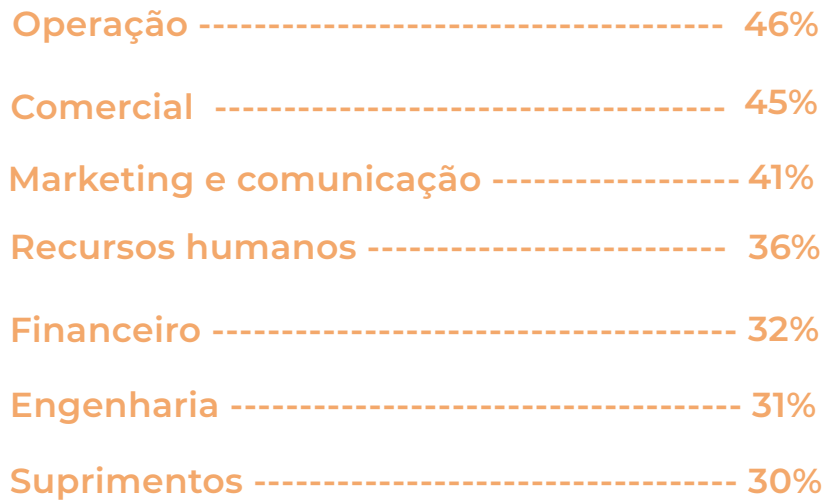 Operação --------------------------------------- 46%
Comercial --------------------------------------- 45%
Marketing e comunicação ------------------ 41%
Recursos humanos --------------------------- 36%
Financeiro --------------------------------------- 32%
Engenharia -------------------------------------- 31%
Suprimentos ------------------------------------ 30%